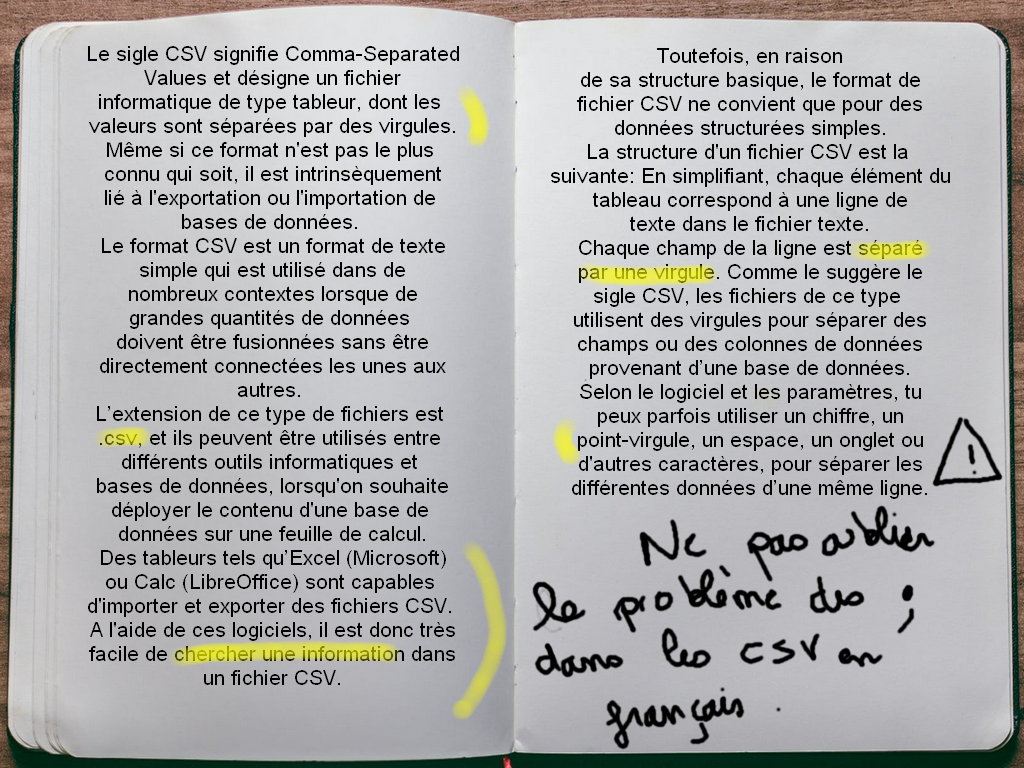 Le sigle CSV signifie Comma-Separated
Values et désigne un fichier
informatique de type tableur, dont les
valeurs sont séparées par des virgules.
Même si ce format n'est pas le plus
connu qui soit, il est intrinsèquement
lié à l'exportation ou l'importation de
bases de données.
Le format CSV est un format de texte
simple qui est utilisé dans de
nombreux contextes lorsque de
grandes quantités de données
doivent être fusionnées sans être
directement connectées les unes aux
autres.
L'extension de ce type de fichiers est
.csv, et ils peuvent être utilisés entre
différents outils informatiques et
bases de données, lorsqu'on souhaite
déployer le contenu d'une base de
données sur une feuille de calcul.
Des tableurs tels qu'Excel (Microsoft)
ou Calc (LibreOffice) sont capables
d'importer et exporter des fichiers CSV.
A l'aide de ces logiciels, il est donc très
facile de chercher une information dans
un fichier CSV.
Toutefois, en raison
de sa structure basique, le format de
fichier CSV ne convient que pour des
données structurées simples.
La structure d'un fichier CSV est la
suivante: En simplifiant, chaque élément du
tableau correspond à une ligne de
texte dans le fichier texte.
Chaque champ de la ligne est séparé
par une virgule. Comme le suggère le
sigle CSV, les fichiers de ce type
utilisent des virgules pour séparer des
champs ou des colonnes de données
provenant d'une base de données.
Selon le logiciel et les paramètres, tu
peux parfois utiliser un chiffre, un
point-virgule, un espace, un onglet ou
d'autres caractères, pour séparer les
différentes données d'une même ligne.
!
Ne pas oublier
le problème des ;
dans les CSV en
français.